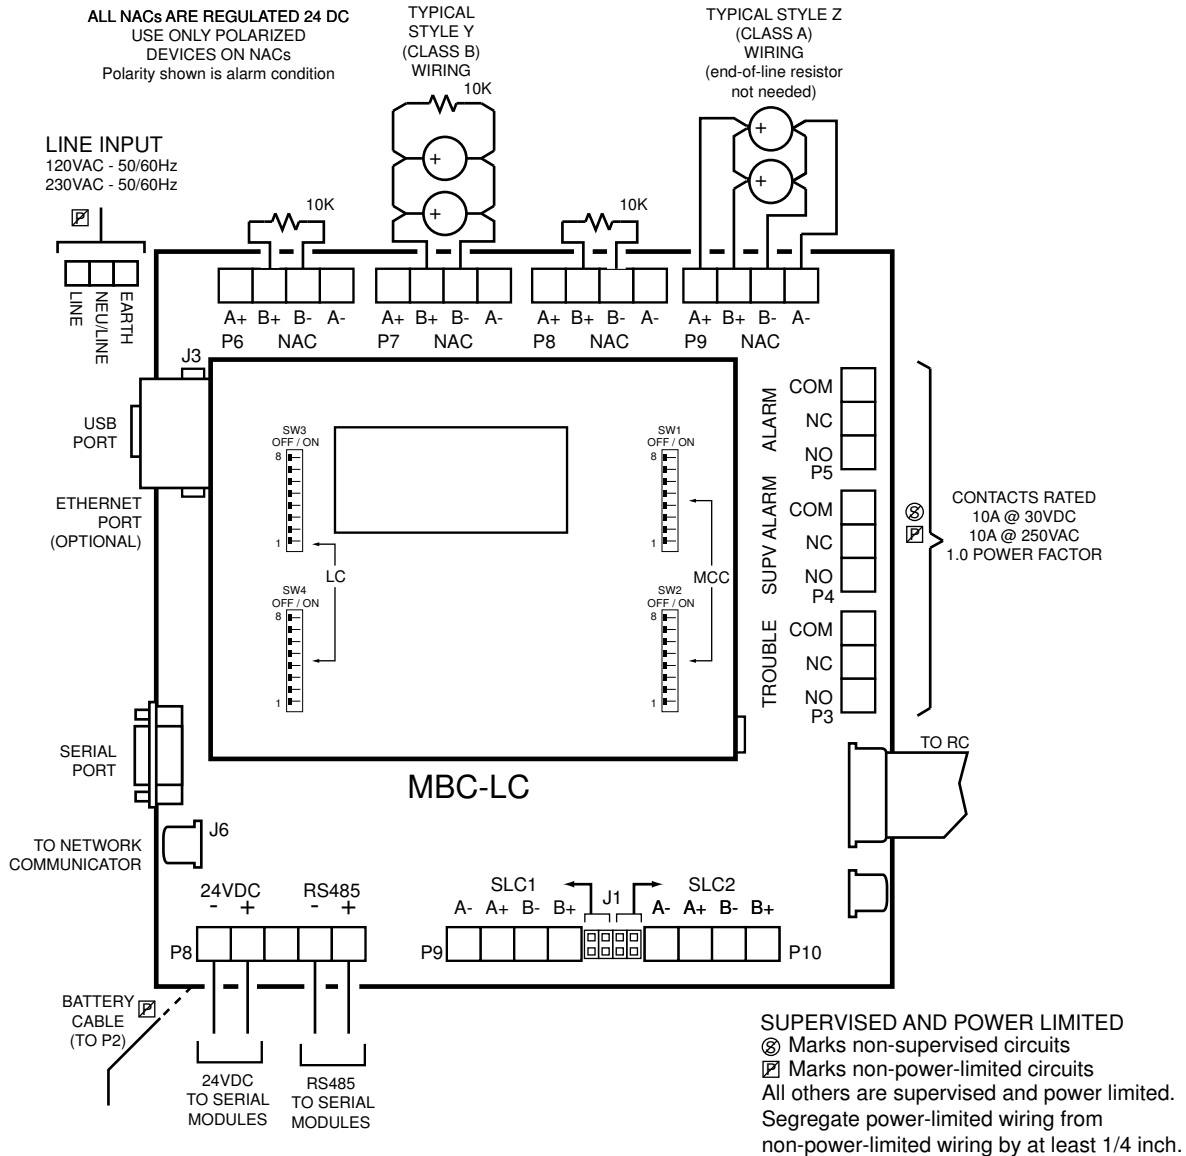 ALL NACs ARE REGULATED 24 DC
USE ONLY POLARIZED
DEVICES ON NACs
Polarity shown is alarm condition
TYPICAL
STYLE Y
(CLASS B)
WIRING
10K
TYPICAL STYLE Z
(CLASS A)
WIRING
(end-of-line resistor
not needed)
+
+
+
+
LINE INPUT
120VAC - 50/60Hz
230VAC - 50/60Hz
P
LINE
NEU/LINE
EARTH
10K
10K
A+ B+ B- A-
P6 NAC
A+ B+ B- A-
P7 NAC
A+ B+ B- A-
P8 NAC
A+ B+ B- A-
P9 NAC
J3
USB
PORT
ETHERNET
PORT
(OPTIONAL)
SW3
OFF / ON
8
1
SW1
OFF / ON
8
1
LC
MCC
SW4
OFF / ON
8
1
SW2
OFF / ON
8
1
ALARM
COM
NC
NO
P5
SUPV ALARM
COM
NC
NO
P4
TROUBLE
COM
NC
NO
P3
S
P
CONTACTS RATED
10A @ 30VDC
10A @ 250VAC
1.0 POWER FACTOR
SERIAL
PORT
MBC-LC
TO RC
J6
TO NETWORK
COMMUNICATOR
24VDC
- +
RS485
- +
P8
SLC1
A- A+ B- B+
P9
J1
SLC2
A- A+ B- B+
P10
BATTERY
CABLE
(TO P2)
P
24VDC
TO SERIAL
MODULES
RS485
TO SERIAL
MODULES
SUPERVISED AND POWER LIMITED
S Marks non-supervised circuits
P Marks non-power-limited circuits
All others are supervised and power limited.
Segregate power-limited wiring from
non-power-limited wiring by at least 1/4 inch.